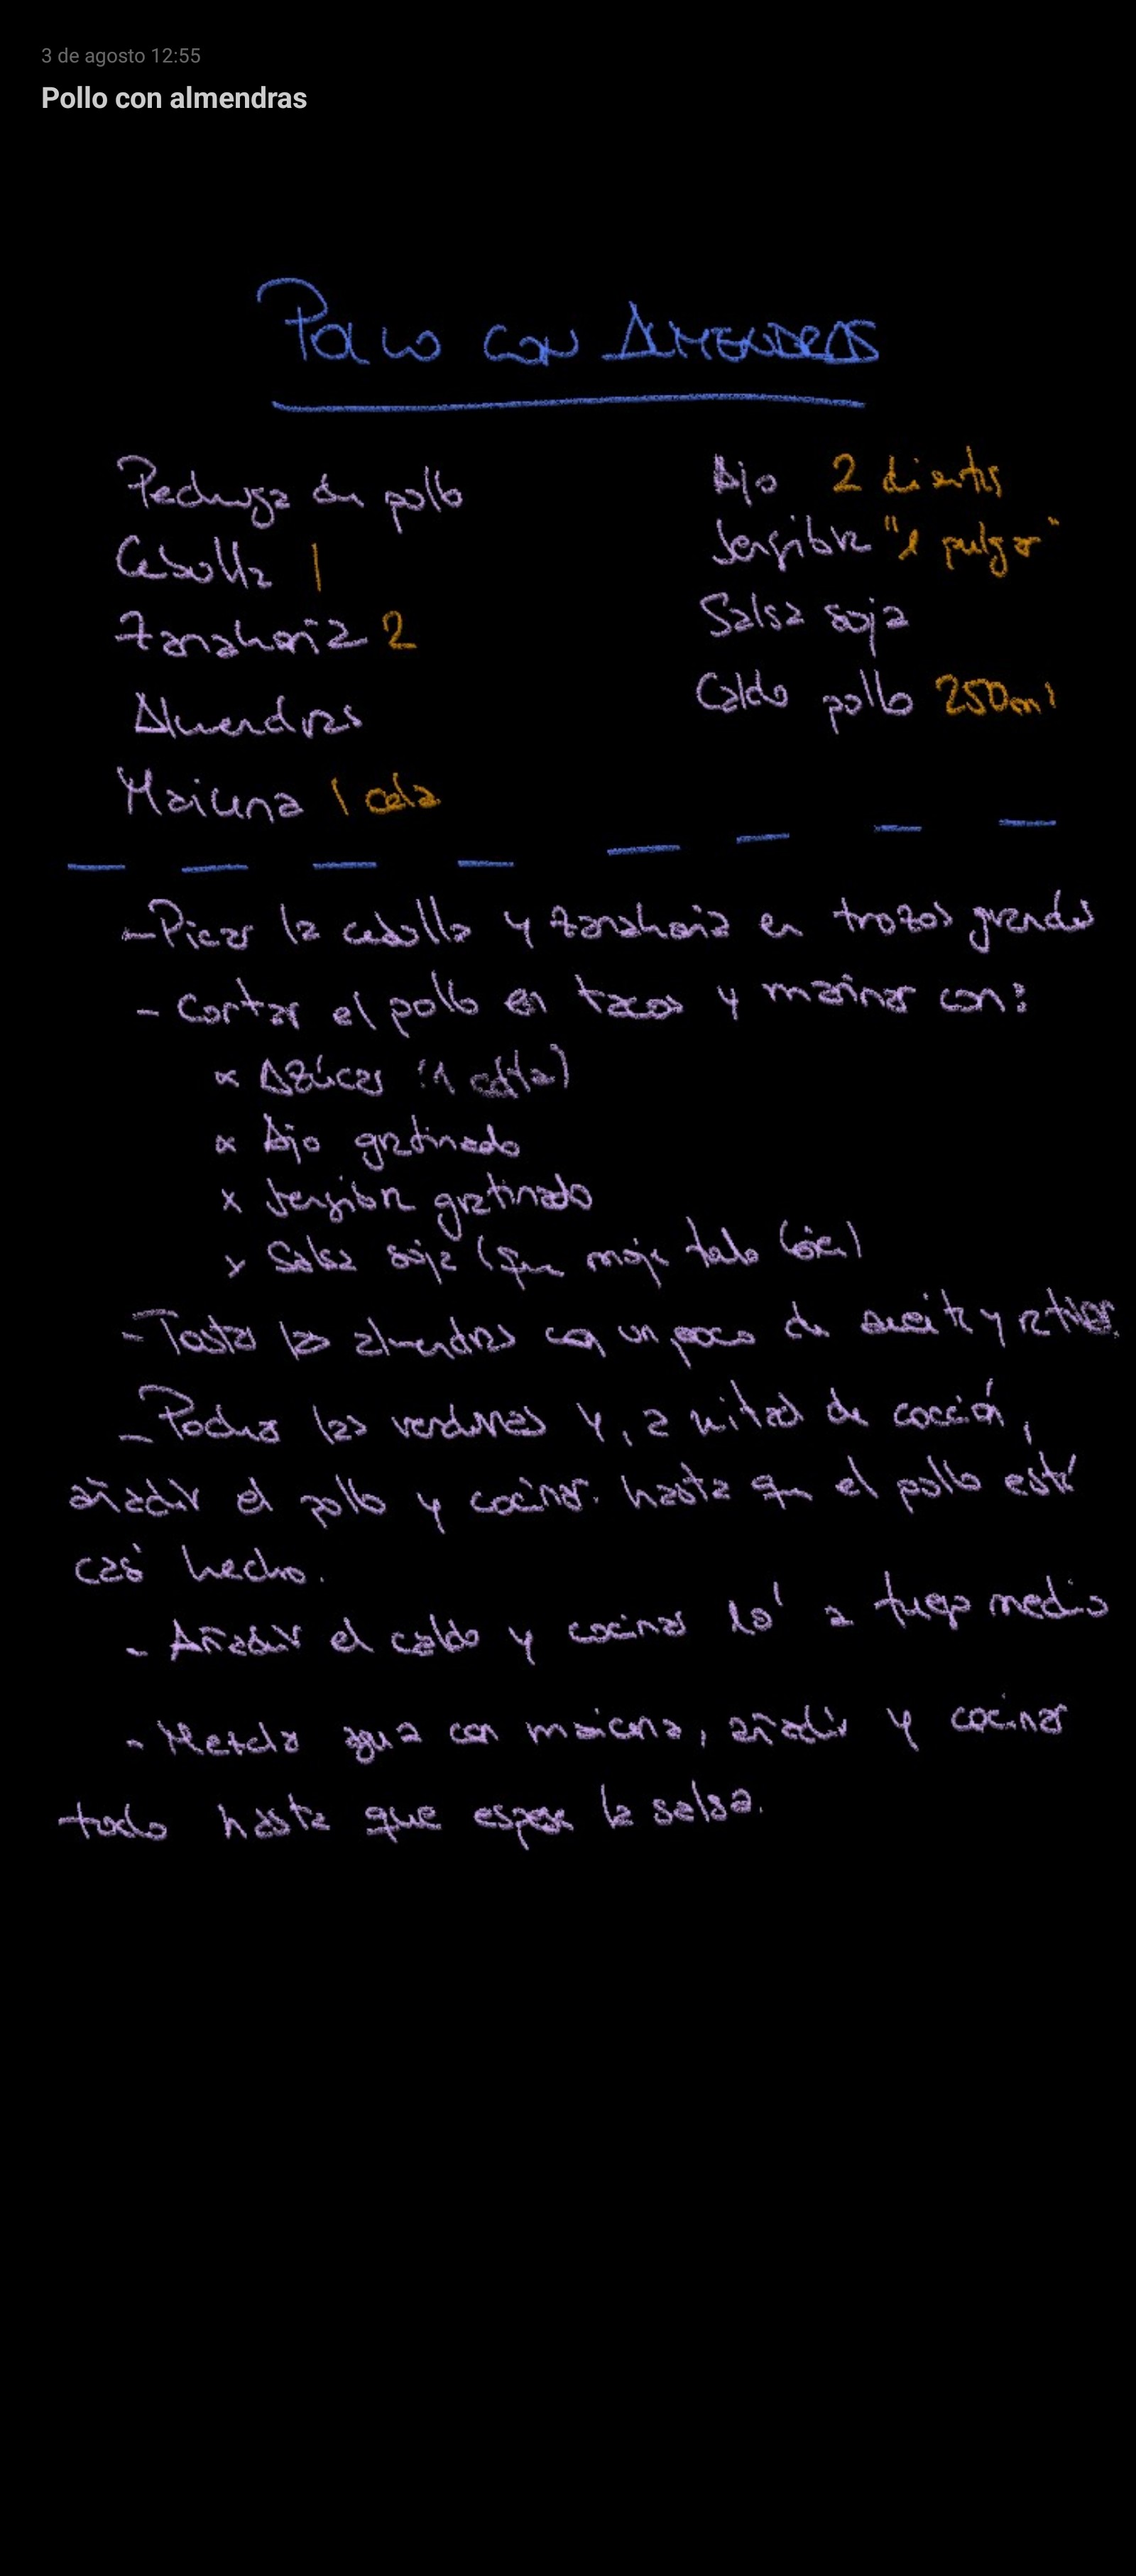 3 de agosto 12:55
Pollo con almendras
POLLO CON ALMENDRAS
Pechuga de pollo
Ajo 2 dientes
Cebolla 1
Jengibre "1 pulgar"
Zanahoria 2
Salsa soja
Almendras
Caldo pollo 250ml
Maicena 1 cda
- Picar la cebolla y zanahoria en trozos grandes
- Cortar el pollo en tacos y marinar con:
x Azúcar (1 cdta)
x Ajo gratinado
x Jengibre gratinado
x Salsa soja (que moje todo bien)
- Tostar las almendras con un poco de aceite y retirar.
- Pochar las verduras y, a mitad de cocción,
añadir el pollo y cocinar hasta que el pollo esté
casi hecho.
- Añadir el caldo y cocinar 10' a fuego medio
- Mezclar agua con maicena, añadir y cocinar
todo hasta que espese la salsa.